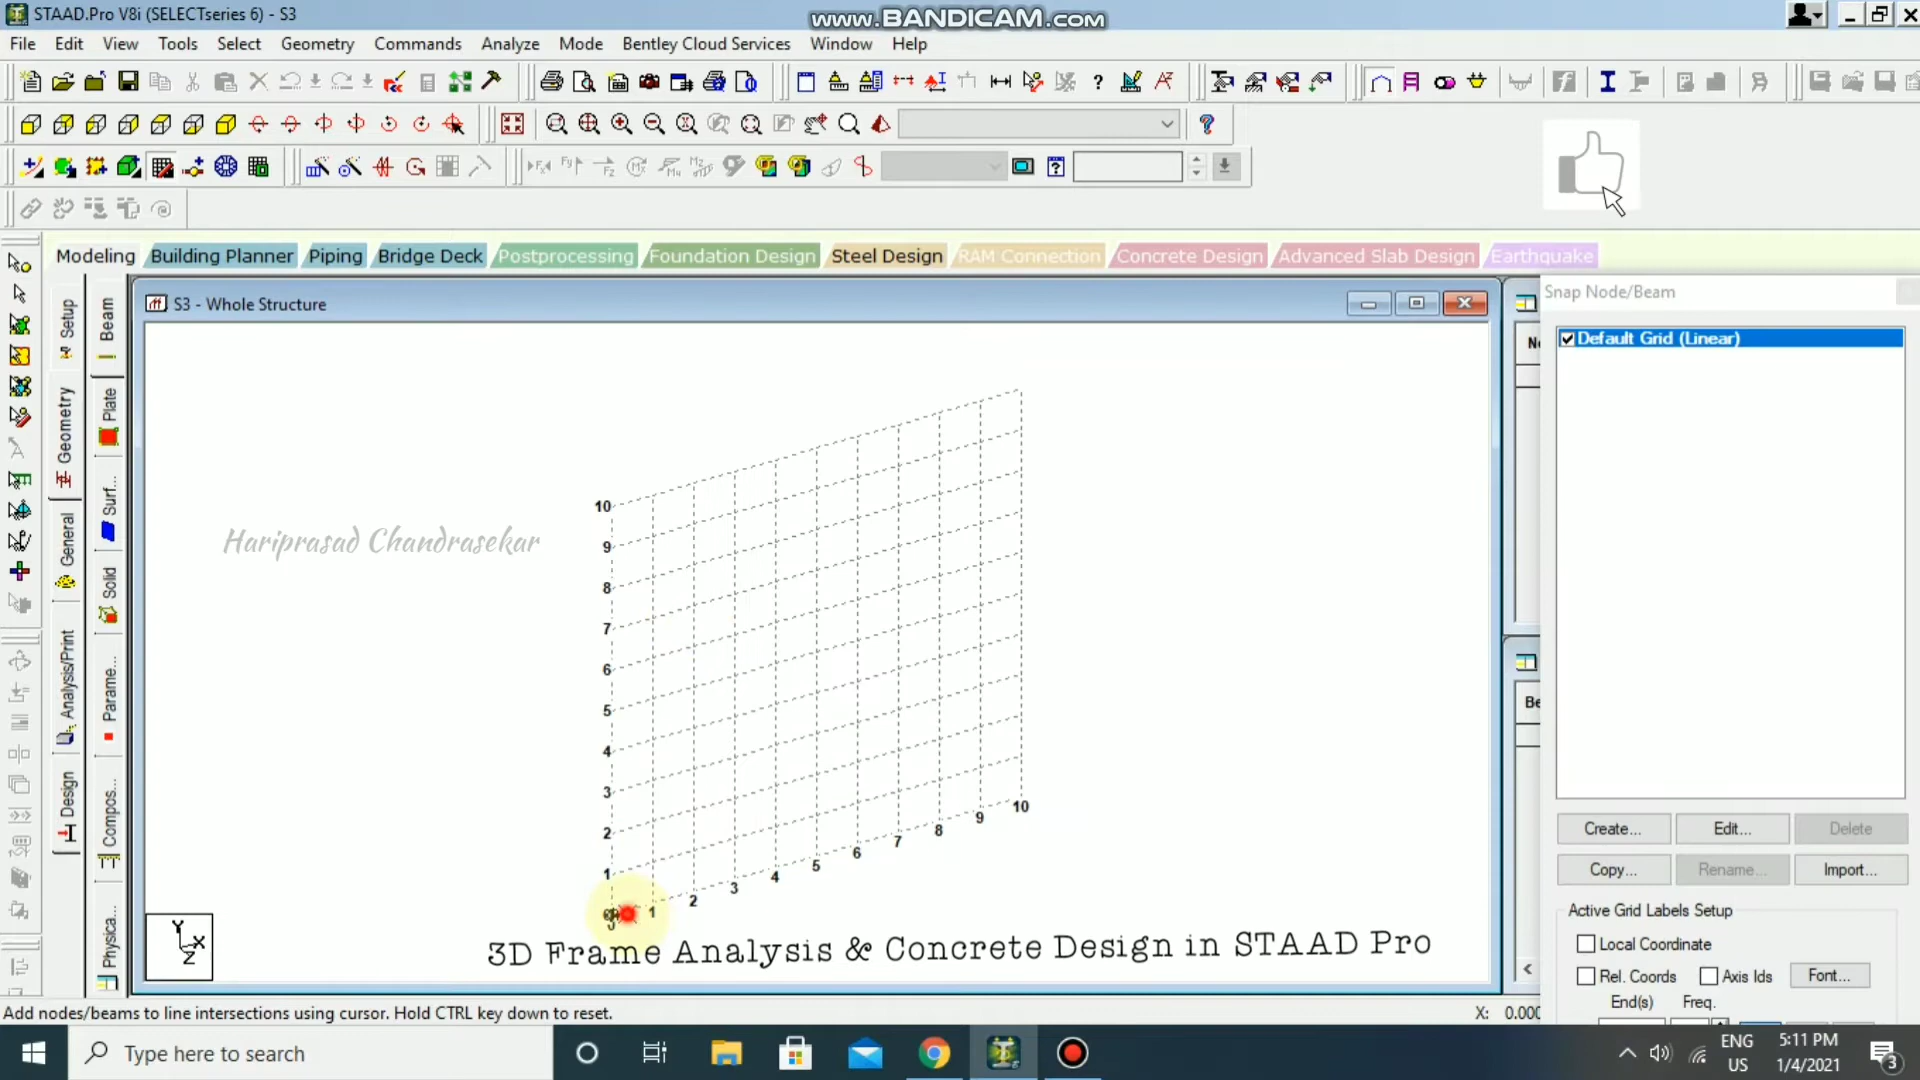 STAAD.Pro V8i (SELECTseries 6) - S3
www.BANDICAM.com
File Edit View Tools Select Geometry Commands Analyze Mode Bentley Cloud Services Window Help
Modeling Building Planner Piping Bridge Deck Postprocessing Foundation Design Steel Design RAM Connection Concrete Design Advanced Slab Design Earthquake
Setup
Geometry
General
Analysis/Print
Design
Beam
Plate
Surf...
Solid
Parame...
Compos...
Physica...
S3 - Whole Structure
Hariprasad Chandrasekar
10
9
8
7
6
5
4
3
2
1
1 2 3 4 5 6 7 8 9 10
Y
X
Z
3D Frame Analysis & Concrete Design in STAAD Pro
Be
Snap Node/Beam
Default Grid (Linear)
Create... Edit... Delete
Copy... Rename... Import...
Active Grid Labels Setup
Local Coordinate
Rel. Coords Axis Ids Font...
End(s) Freq.
Add nodes/beams to line intersections using cursor. Hold CTRL key down to reset.
X: 0.000
Type here to search
ENG
US
5:11 PM
1/4/2021
3